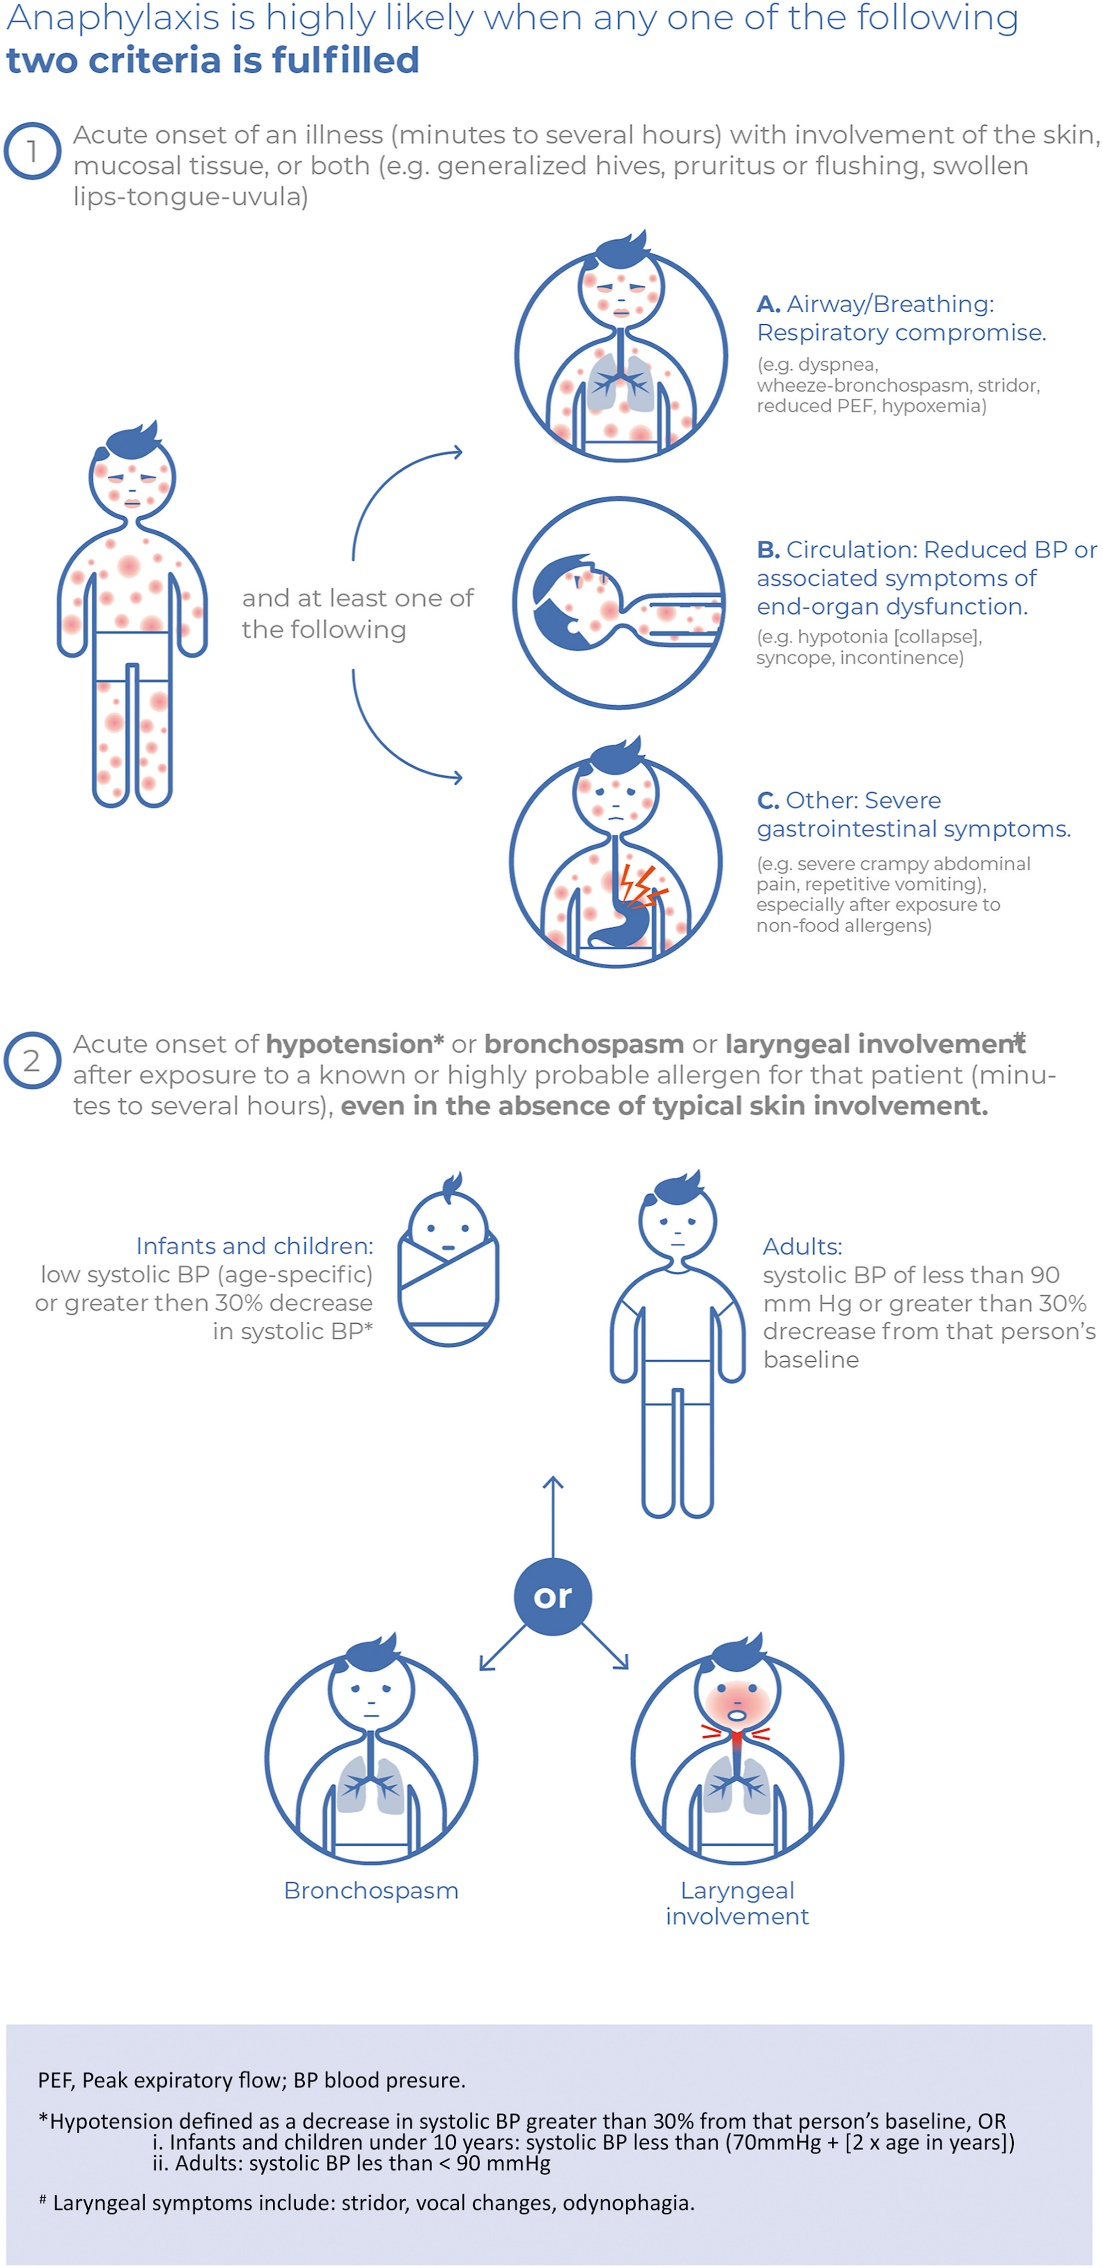 Anaphylaxis is highly likely when any one of the following
two criteria is fulfilled
1
Acute onset of an illness (minutes to several hours) with involvement of the skin,
mucosal tissue, or both (e.g. generalized hives, pruritus or flushing, swollen
lips-tongue-uvula)
and at least one of
the following
A. Airway/Breathing:
Respiratory compromise.
(e.g. dyspnea,
wheeze-bronchospasm, stridor,
reduced PEF, hypoxemia)
B. Circulation: Reduced BP or
associated symptoms of
end-organ dysfunction.
(e.g. hypotonia [collapse],
syncope, incontinence)
C. Other: Severe
gastrointestinal symptoms.
(e.g. severe crampy abdominal
pain, repetitive vomiting),
especially after exposure to
non-food allergens)
2
Acute onset of hypotension* or bronchospasm or laryngeal involvement#
after exposure to a known or highly probable allergen for that patient (minu-
tes to several hours), even in the absence of typical skin involvement.
Infants and children:
low systolic BP (age-specific)
or greater then 30% decrease
in systolic BP*
Adults:
systolic BP of less than 90
mm Hg or greater than 30%
drecrease from that person's
baseline
or
Bronchospasm
Laryngeal
involvement
PEF, Peak expiratory flow; BP blood presure.
*Hypotension defined as a decrease in systolic BP greater than 30% from that person's baseline, OR
i. Infants and children under 10 years: systolic BP less than (70mmHg + [2 x age in years])
ii. Adults: systolic BP les than < 90 mmHg
# Laryngeal symptoms include: stridor, vocal changes, odynophagia.